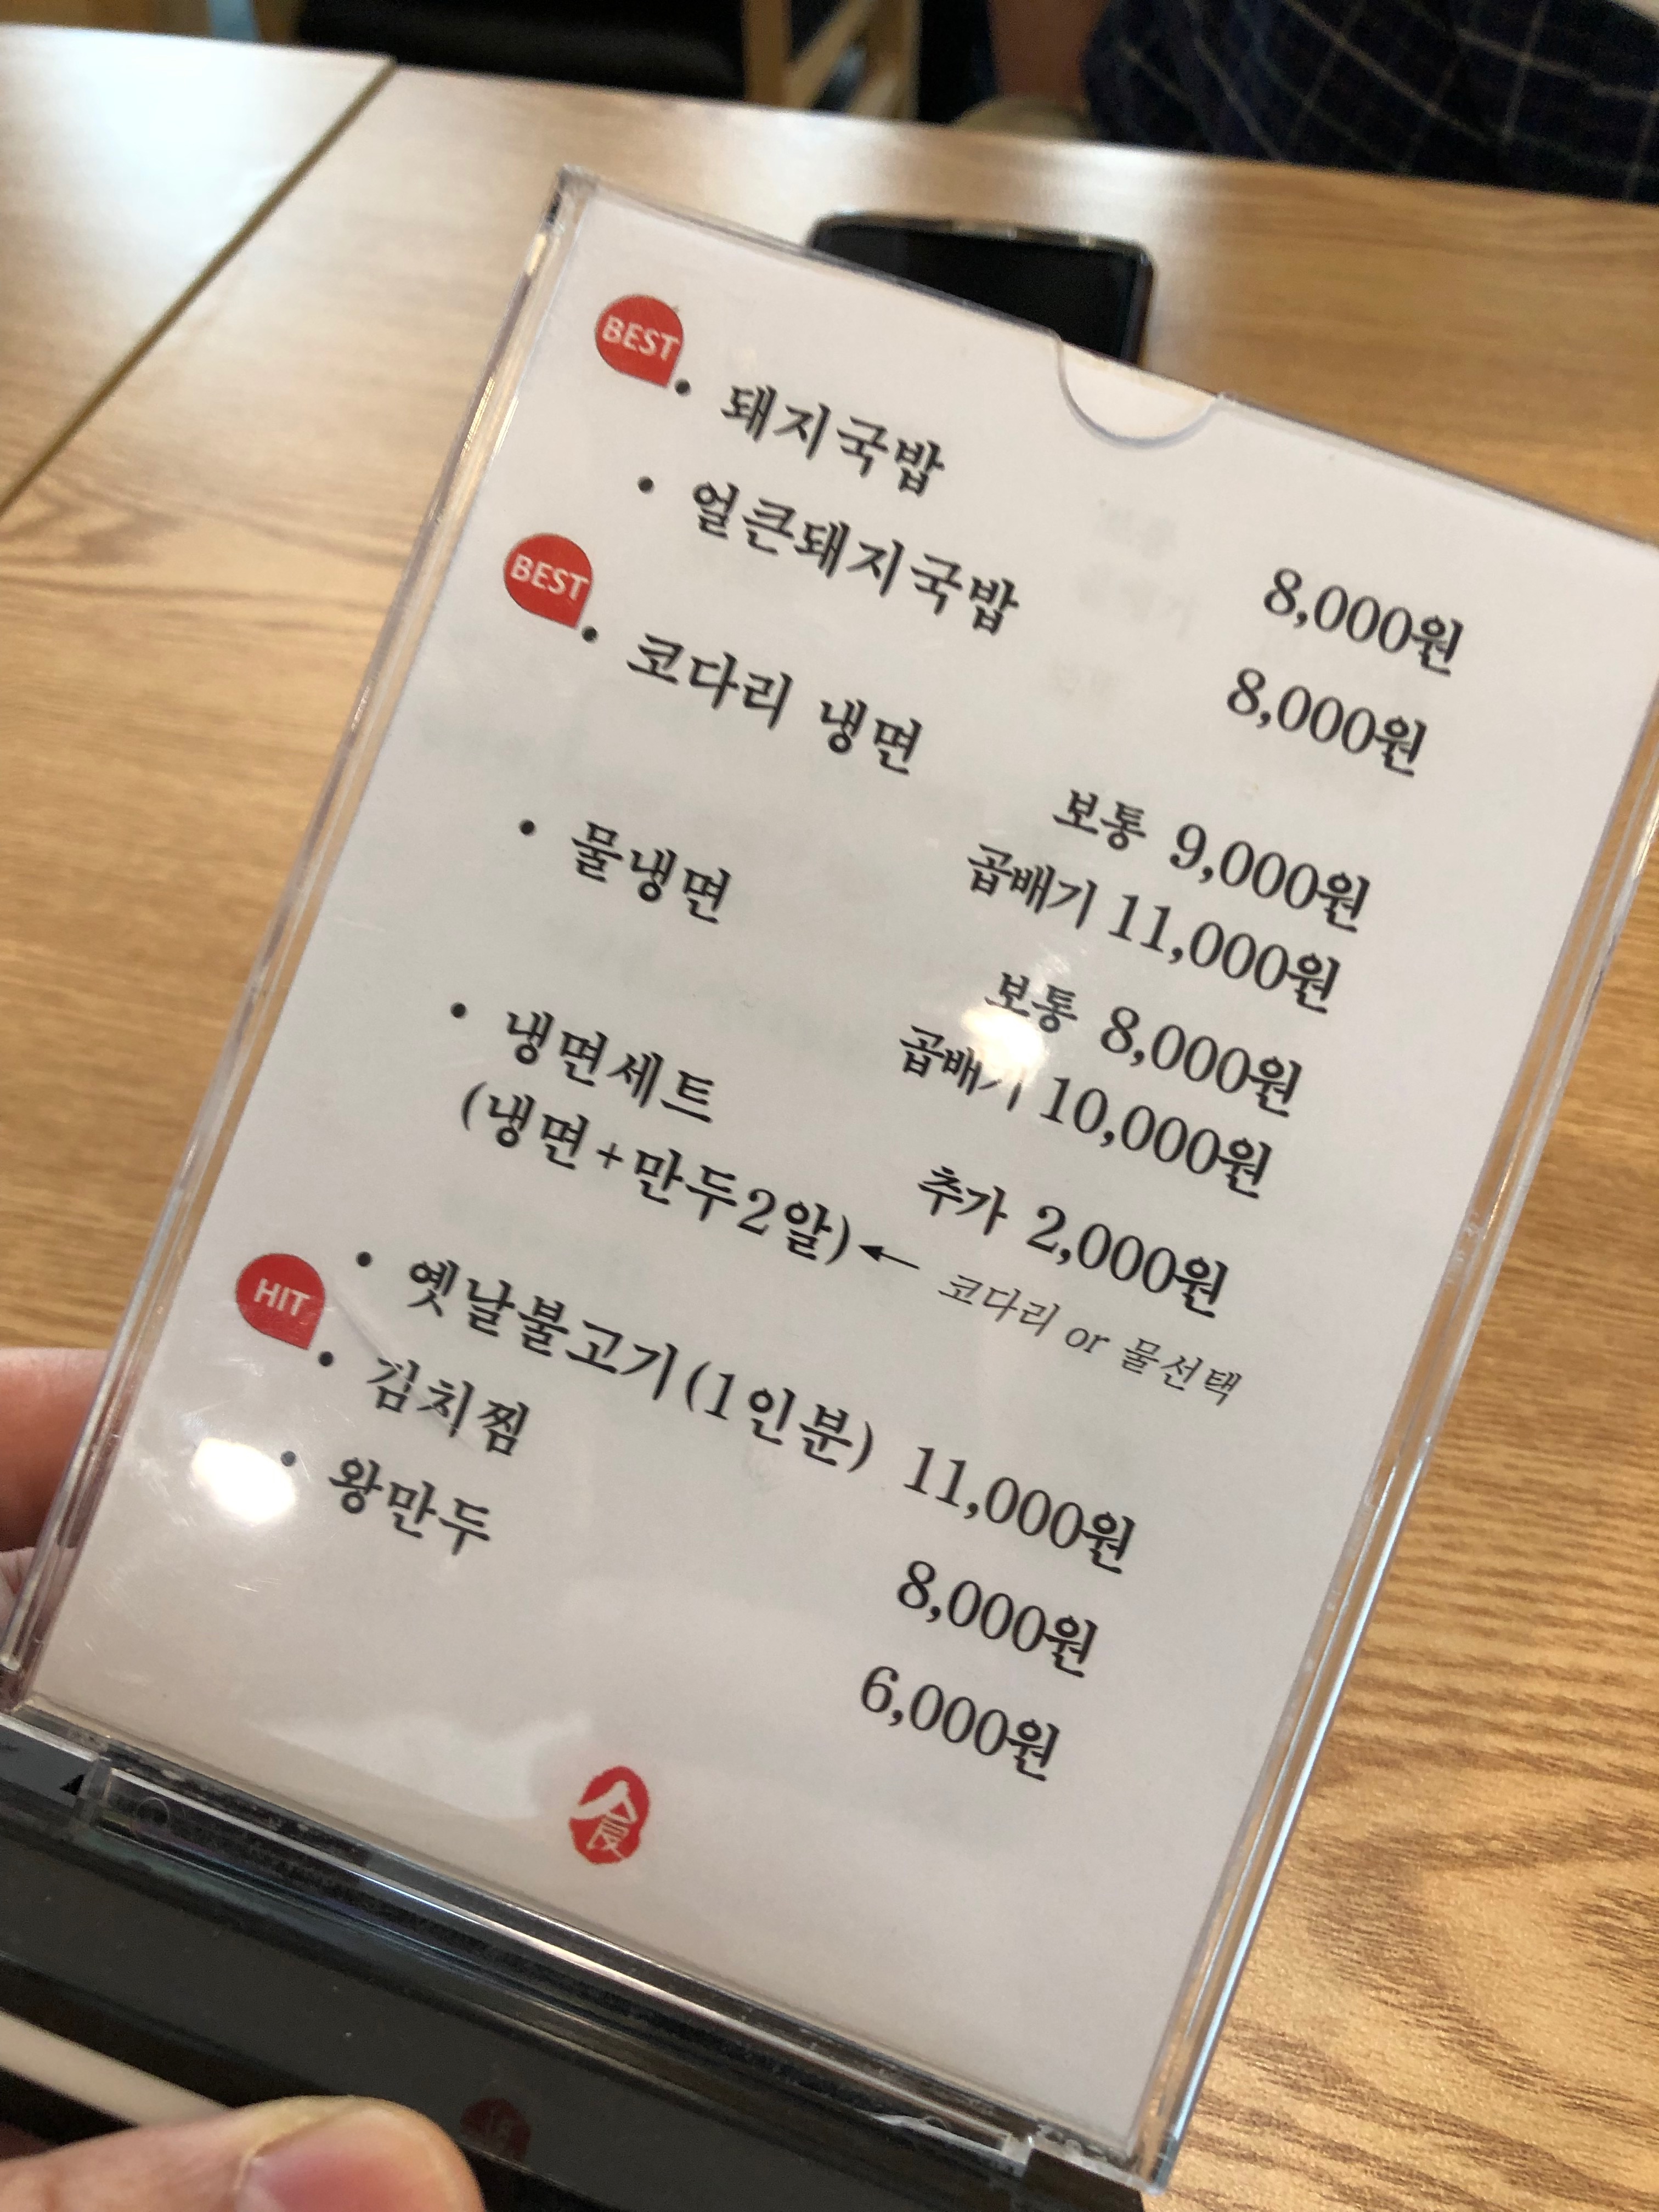 BEST
• 돼지국밥 8,000원
• 얼큰돼지국밥 8,000원
BEST
• 코다리 냉면 보통 9,000원
곱배기 11,000원
• 물냉면 보통 8,000원
곱배기 10,000원
• 냉면세트 추가 2,000원
(냉면+만두2알)← 코다리 or 물선택
• 옛날불고기(1인분) 11,000원
HIT
• 김치찜 8,000원
• 왕만두 6,000원
食